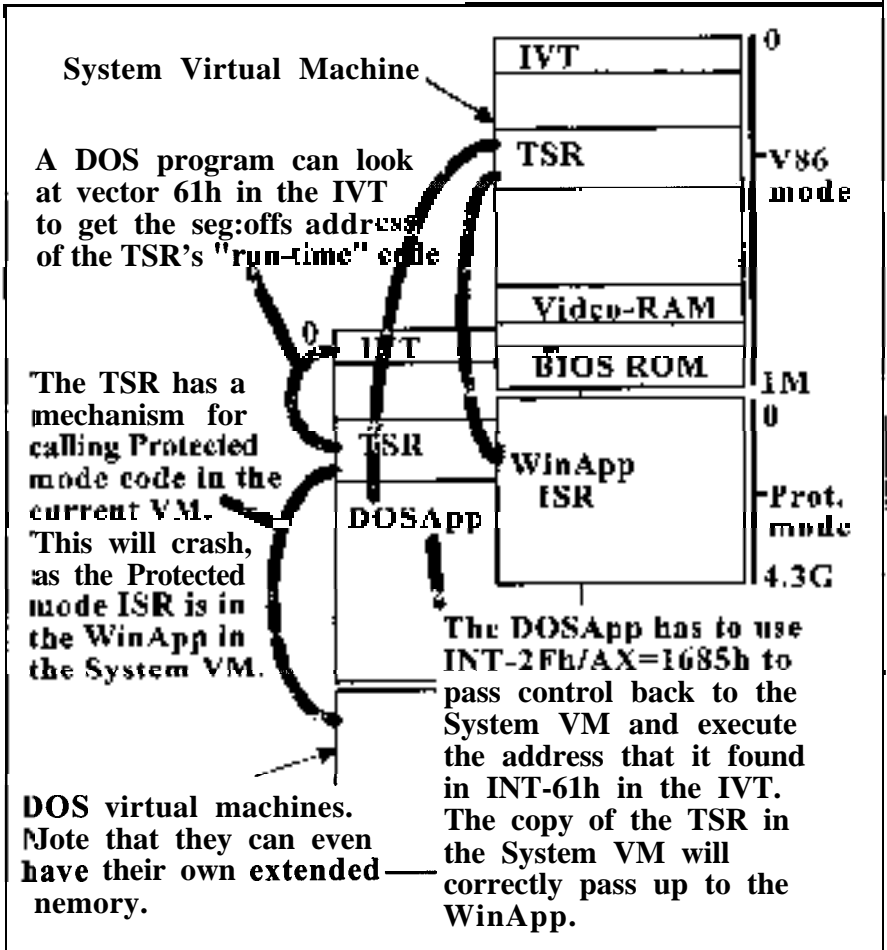 System Virtual Machine
A DOS program can look
at vector 61h in the IVT
to get the seg:offs address
of the TSR's "run-time" code
The TSR has a
mechanism for
calling Protected
mode code in the
current VM.
This will crash,
as the Protected
mode ISR is in
the WinApp in
the System VM.
DOS virtual machines.
Note that they can even
have their own extended
nemory.
0
IVT
TSR
DOSApp
IVT
TSR
Video-RAM
BIOS ROM
WinApp
ISR
0
V86
mode
1M
0
Prot.
mode
4.3G
The DOSApp has to use
INT-2Fh/AX=1685h to
pass control back to the
System VM and execute
the address that it found
in INT-61h in the IVT.
The copy of the TSR in
the System VM will
correctly pass up to the
WinApp.